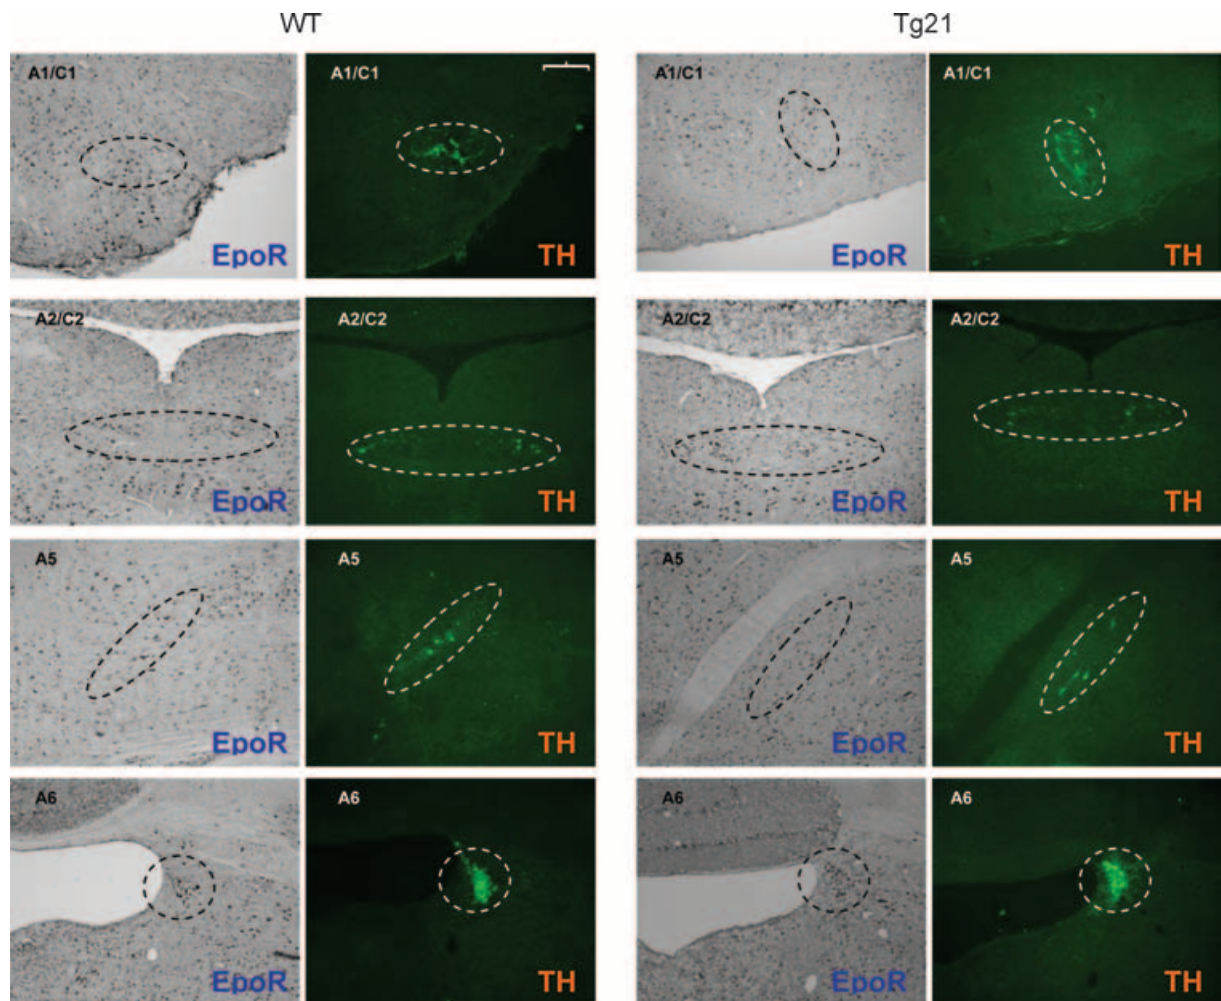 WT Tg21
A1/C1 A1/C1 A1/C1 A1/C1
EpoR TH EpoR TH
A2/C2 A2/C2 A2/C2 A2/C2
EpoR TH EpoR TH
A5 A5 A5 A5
EpoR TH EpoR TH
A6 A6 A6 A6
EpoR TH EpoR TH